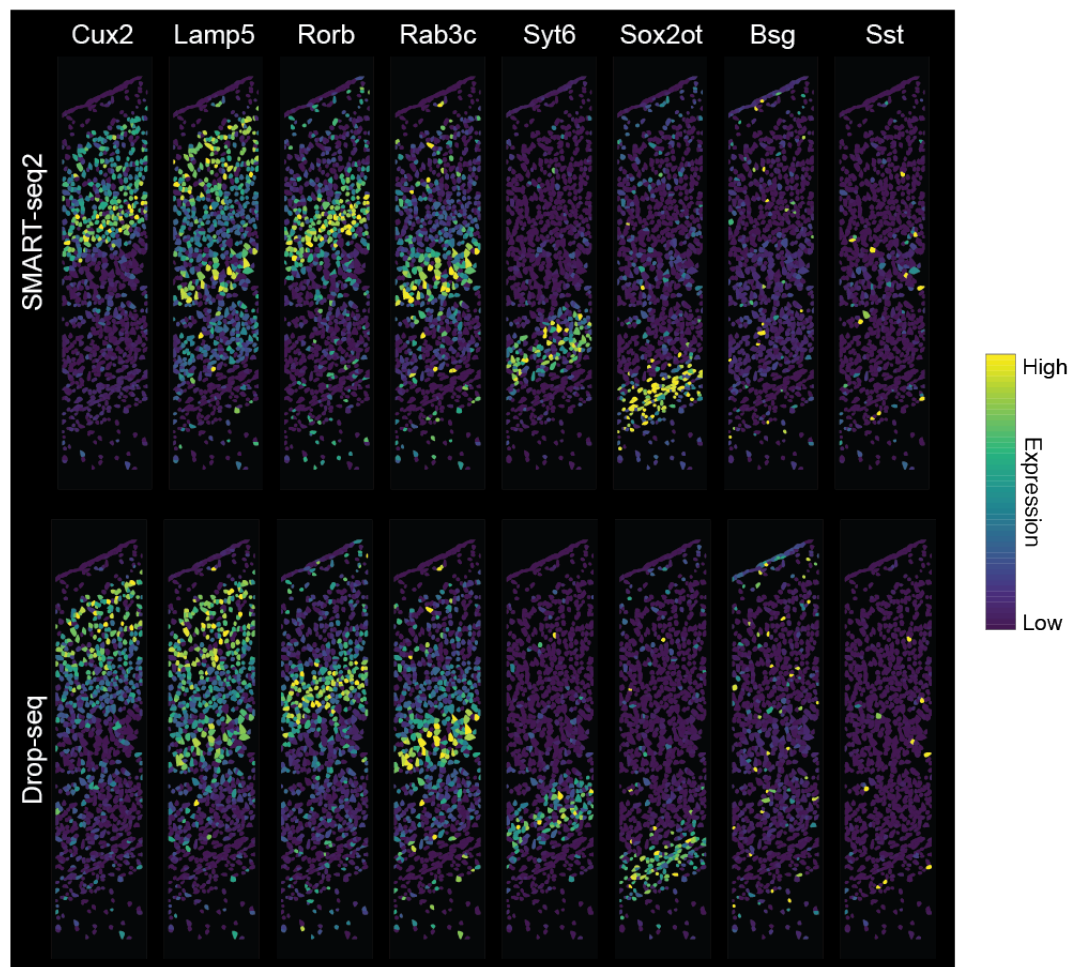 Cux2 Lamp5 Rorb Rab3c Syt6 Sox2ot Bsg Sst
SMART-seq2
Drop-seq
High
Expression
Low